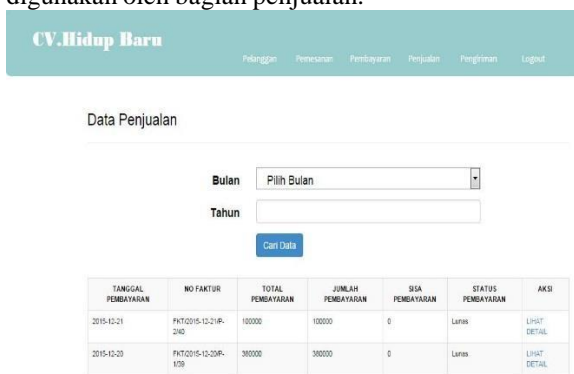 digunakan oleh bagian penjualan.
CV.Hidup Baru
Pelanggan Pemesanan Pembayaran Penjualan Pengiriman Logout
Data Penjualan
Bulan Pilih Bulan
Tahun
Cari Data
TANGGAL PEMBAYARAN NO FAKTUR TOTAL PEMBAYARAN JUMLAH PEMBAYARAN SISA PEMBAYARAN STATUS PEMBAYARAN AKSI
2015-12-21 FKT/2015-12-21/P-2/40 100000 100000 0 Lunas LIHAT DETAIL
2015-12-20 FKT/2015-12-20/P-1/39 380000 380000 0 Lunas LIHAT DETAIL